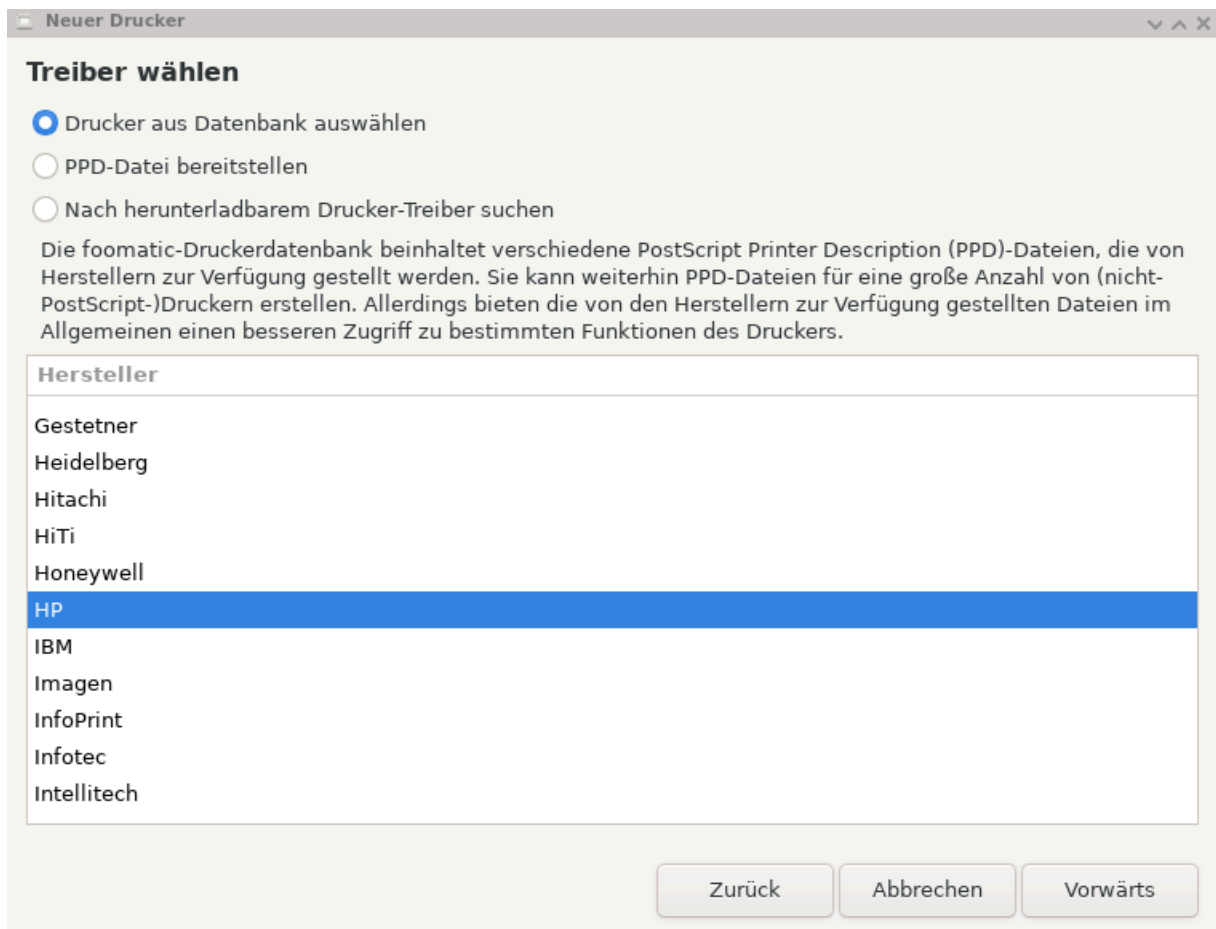 Neuer Drucker
Treiber wählen
Drucker aus Datenbank auswählen
PPD-Datei bereitstellen
Nach herunterladbarem Drucker-Treiber suchen
Die foomatic-Druckerdatenbank beinhaltet verschiedene PostScript Printer Description (PPD)-Dateien, die von
Herstellern zur Verfügung gestellt werden. Sie kann weiterhin PPD-Dateien für eine große Anzahl von (nicht-
PostScript-)Druckern erstellen. Allerdings bieten die von den Herstellern zur Verfügung gestellten Dateien im
Allgemeinen einen besseren Zugriff zu bestimmten Funktionen des Druckers.
Hersteller
Gestetner
Heidelberg
Hitachi
HiTi
Honeywell
HP
IBM
Imagen
InfoPrint
Infotec
Intellitech
Zurück Abbrechen Vorwärts